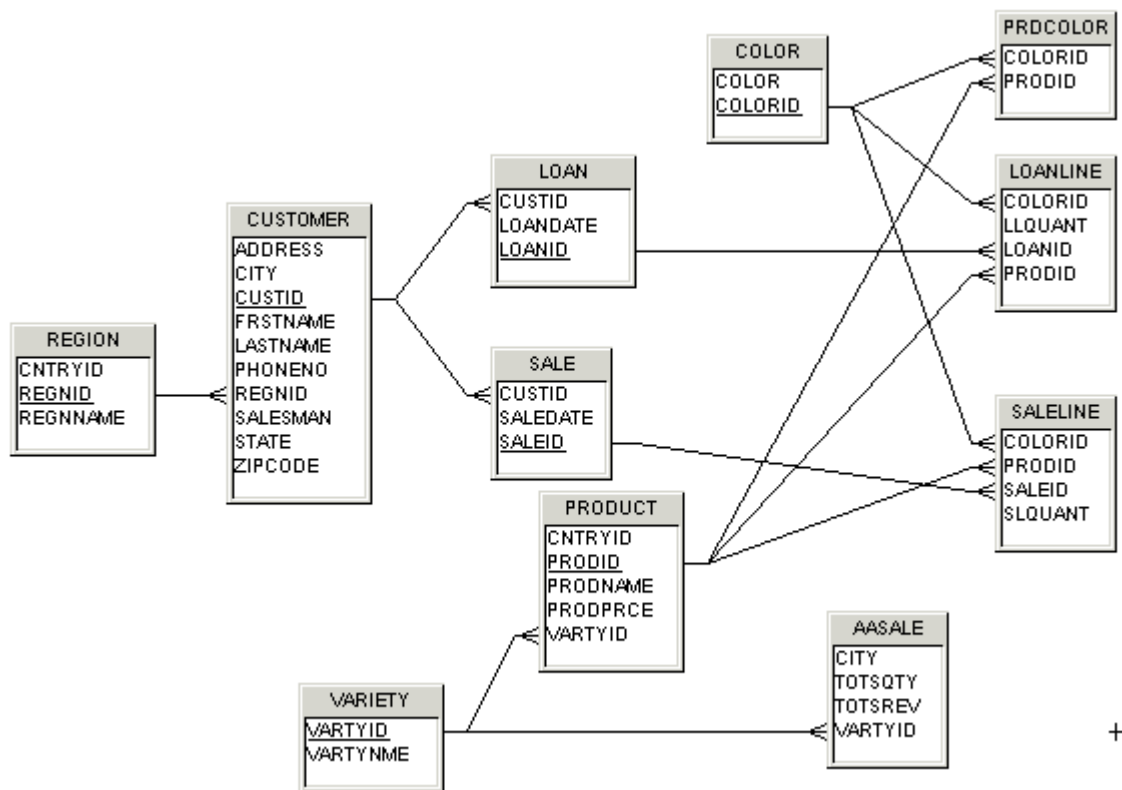 PRDCOLOR
COLORID
PRODID
COLOR
COLOR
COLORID
LOANLINE
COLORID
LLQUANT
LOANID
PRODID
LOAN
CUSTID
LOANDATE
LOANID
CUSTOMER
ADDRESS
CITY
CUSTID
FRSTNAME
LASTNAME
PHONENO
REGNID
SALESMAN
STATE
ZIPCODE
REGION
CNTRYID
REGNID
REGNNAME
SALE
CUSTID
SALEDATE
SALEID
SALELINE
COLORID
PRODID
SALEID
SLQUANT
PRODUCT
CNTRYID
PRODID
PRODNAME
PRODPRCE
VARTYID
AASALE
CITY
TOTSQTY
TOTSREV
VARTYID
VARIETY
VARTYID
VARTYNME